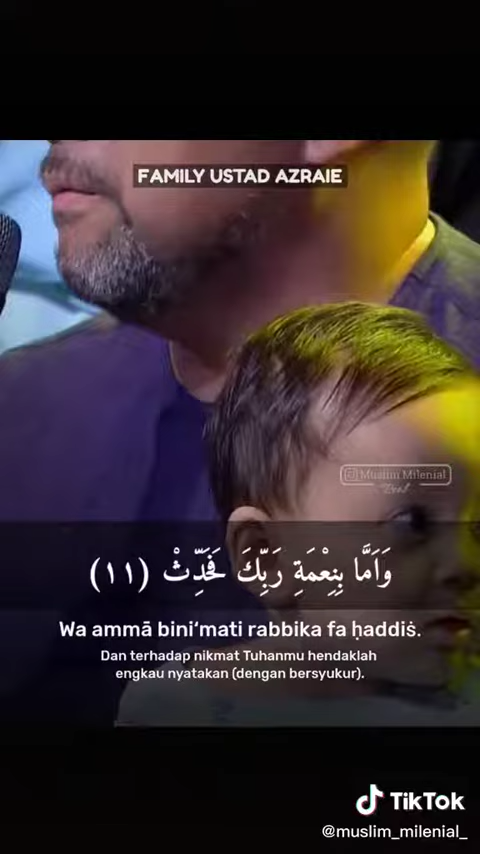 FAMILY USTAD AZRAIE
Muslim Milenial
Real
وَاَمَّا بِنِعْمَةِ رَبِّكَ فَحَدِّثْ (١١)
Wa ammā bini‘mati rabbika fa ḥaddiṡ.
Dan terhadap nikmat Tuhanmu hendaklah
engkau nyatakan (dengan bersyukur).
TikTok
@muslim_milenial_